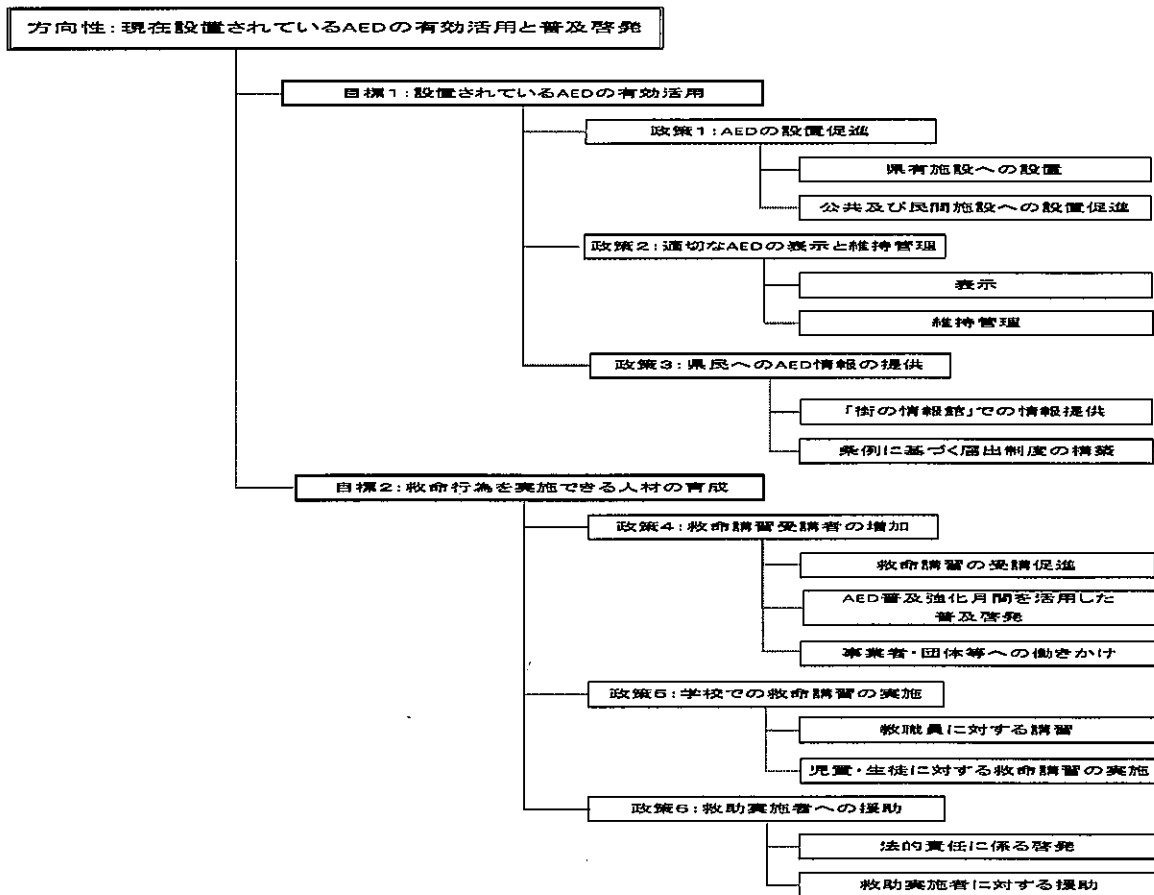 方向性:現在設置されているAEDの有効活用と普及啓発
目標1:設置されているAEDの有効活用
政策1:AEDの設置促進
県有施設への設置
公共及び民間施設への設置促進
政策2:適切なAEDの表示と維持管理
表示
維持管理
政策3:県民へのAED情報の提供
「街の情報館」での情報提供
条例に基づく届出制度の構築
目標2:救命行為を実施できる人材の育成
政策4:救命講習受講者の増加
救命講習の受講促進
AED普及強化月間を活用した
普及啓発
事業者・団体等への働きかけ
政策5:学校での救命講習の実施
教職員に対する講習
児童・生徒に対する救命講習の実施
政策6:救助実施者への援助
法的責任に係る啓発
救助実施者に対する援助